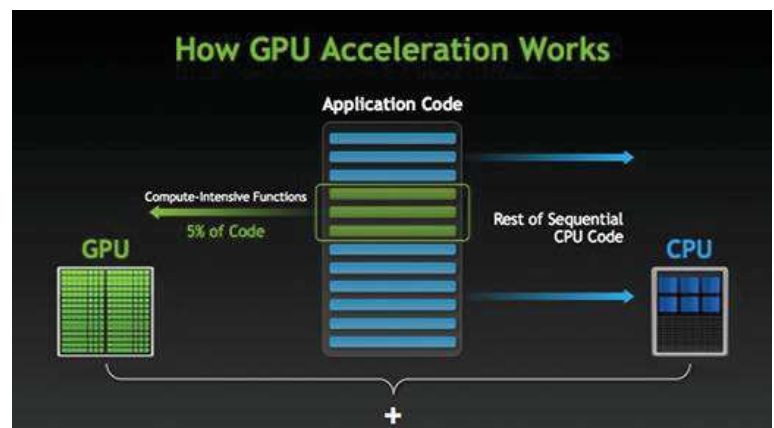 How GPU Acceleration Works
Application Code
Compute-Intensive Functions
5% of Code
Rest of Sequential
CPU Code
GPU
CPU
+